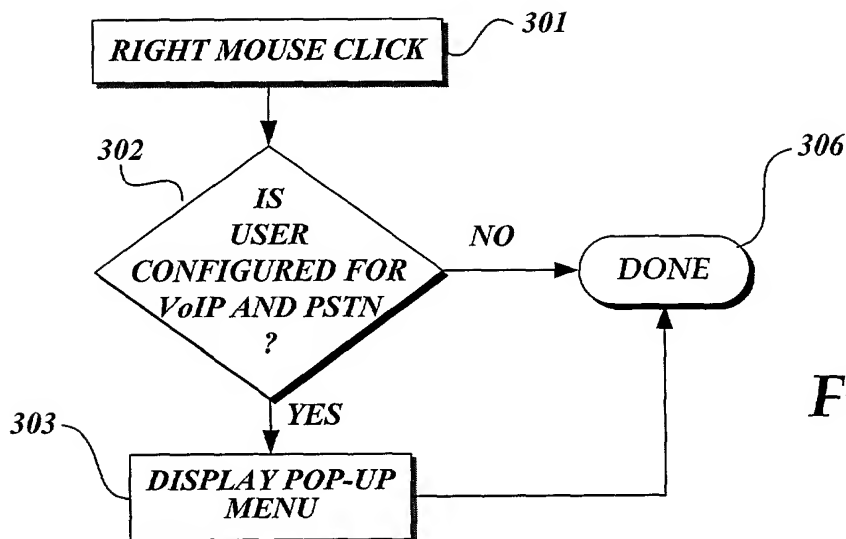 RIGHT MOUSE CLICK
301
302
IS
USER
CONFIGURED FOR
VoIP AND PSTN
?
NO
306
DONE
YES
303
DISPLAY POP-UP
MENU
F